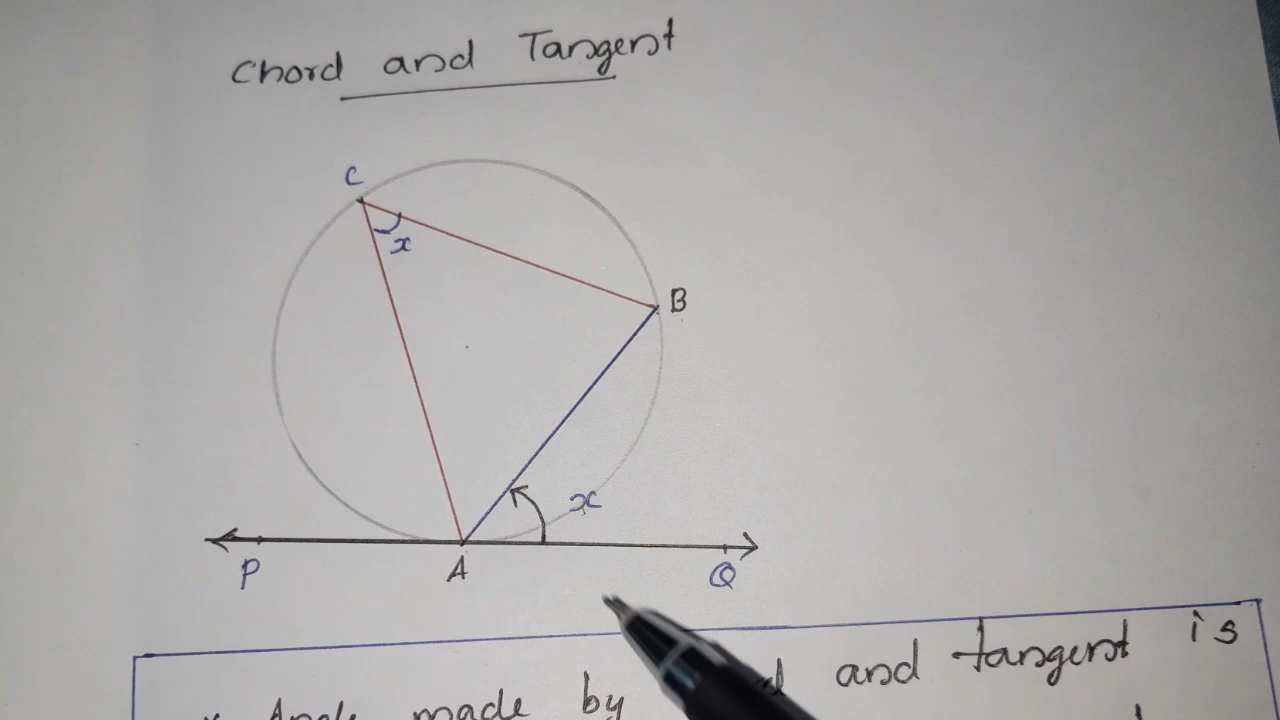 Chord and Tangent
C
x
B
x
P A Q
and tangent is
made by